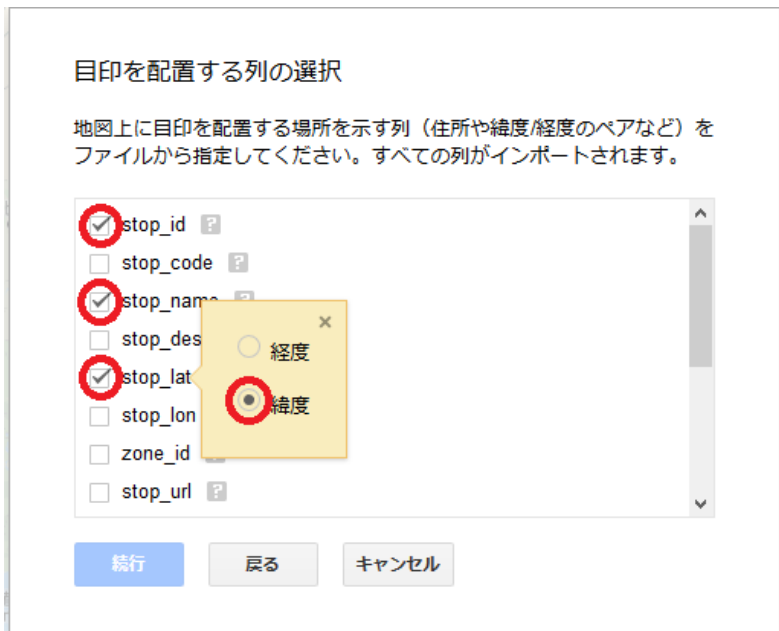 目印を配置する列の選択
地図上に目印を配置する場所を示す列（住所や緯度/経度のペアなど）を
ファイルから指定してください。すべての列がインポートされます。
stop_id ?
stop_code ?
stop_name ?
stop_des
×
経度
stop_lat
緯度
stop_lon
zone_id ?
stop_url ?
続行
戻る
キャンセル